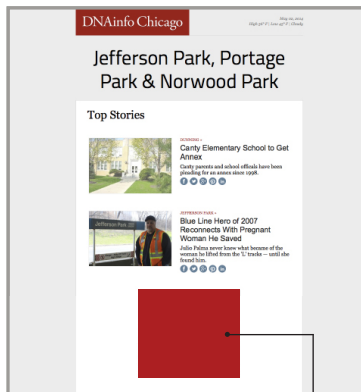 DNAinfo Chicago
Jefferson Park, Portage
Park & Norwood Park
Top Stories
Canty Elementary School to Get
Annex
Canty parents and school officals have been
pleading for an annex since 1998.
JEFFERSON PARK »
Blue Line Hero of 2007
Reconnects With Pregnant
Woman He Saved
Julio Palma never knew what became of the
woman he lifted from the 'L' tracks — until she
found him.
Jefferson Park